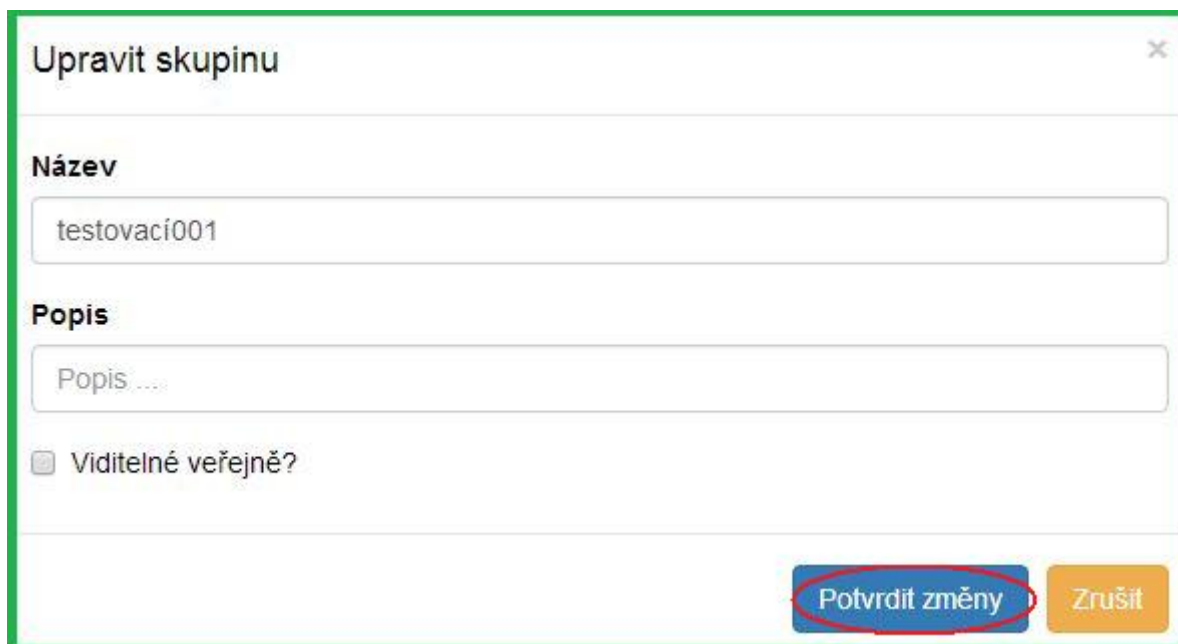 Upravit skupinu
×
Název
testovací001
Popis
Popis ...
Viditelné veřejně?
Potvrdit změny
Zrušit